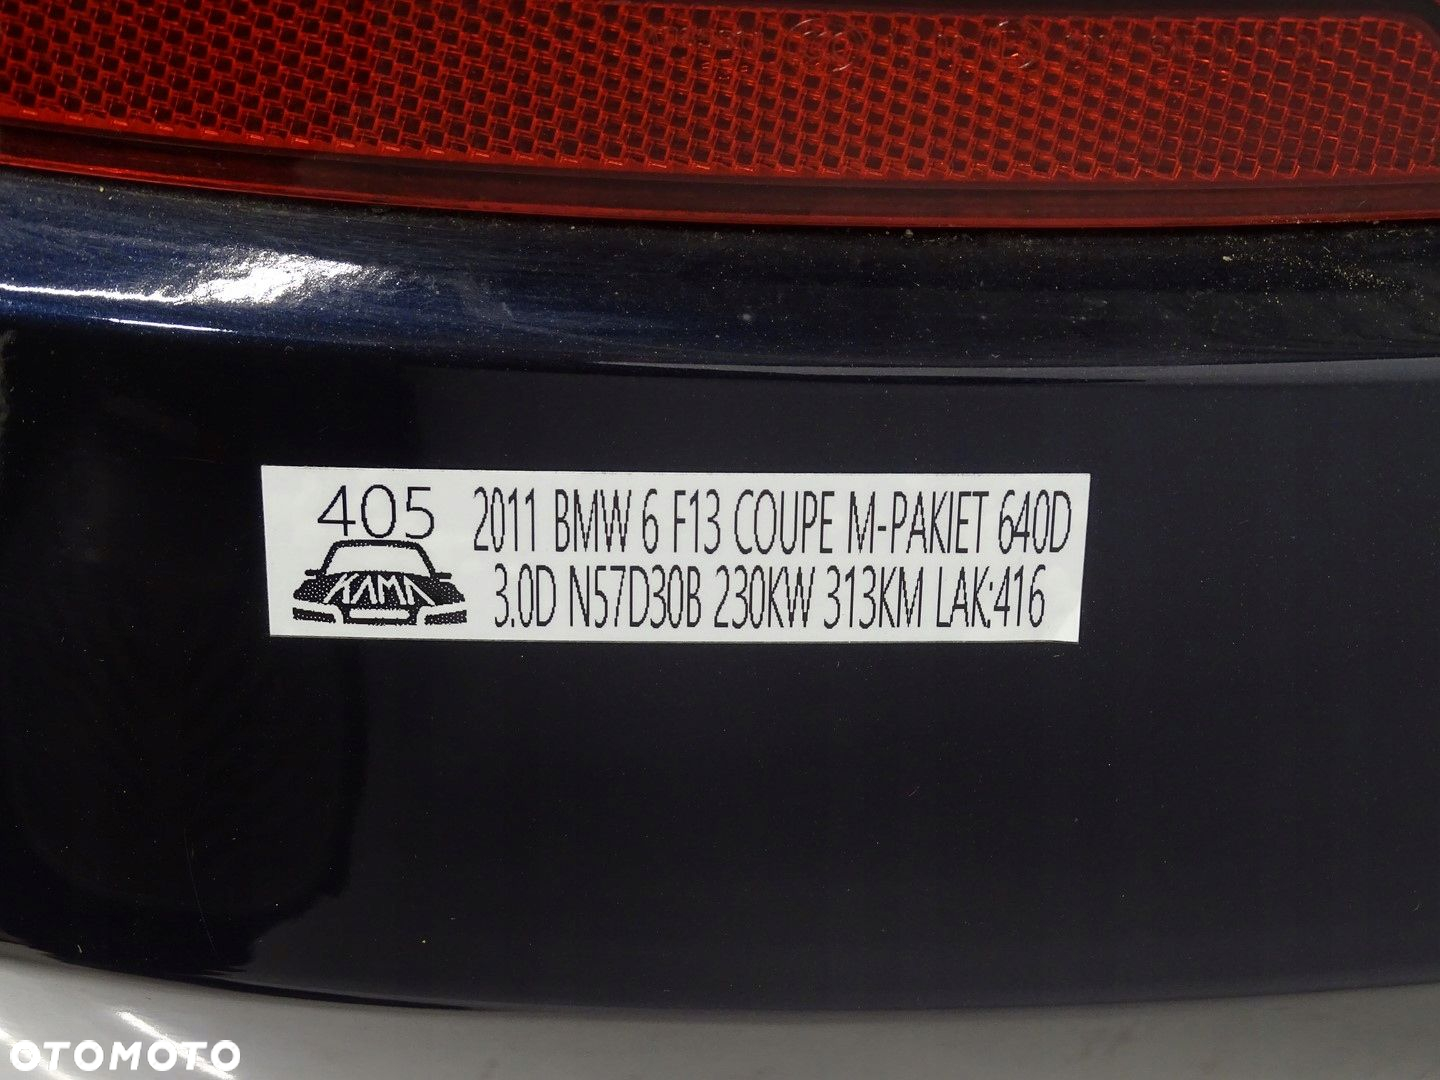 405
KAMA
2011 BMW 6 F13 COUPE M-PAKIET 640D
3.0D N57D30B 230KW 313KM LAK:416
OTOMOTO